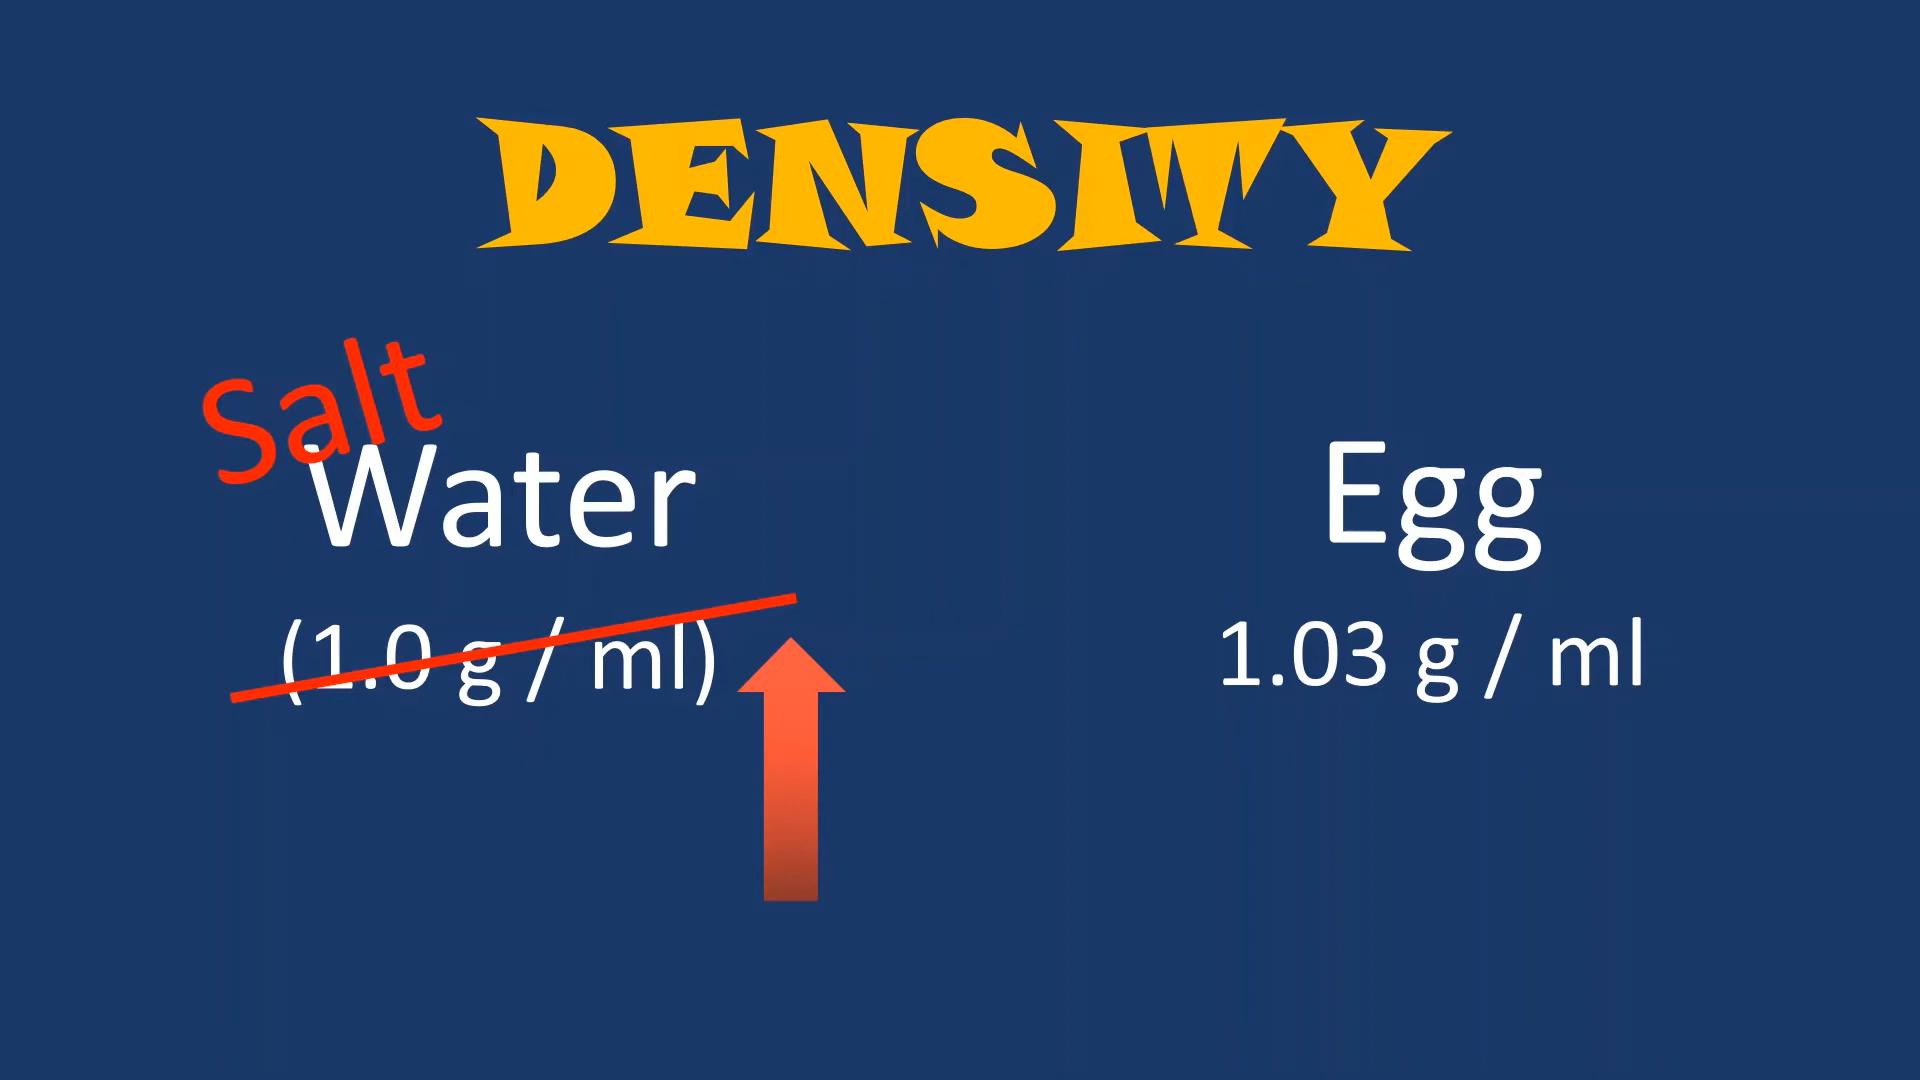 DENSITY
Salt
Water
Egg
(1.0 g / ml)
1.03 g / ml